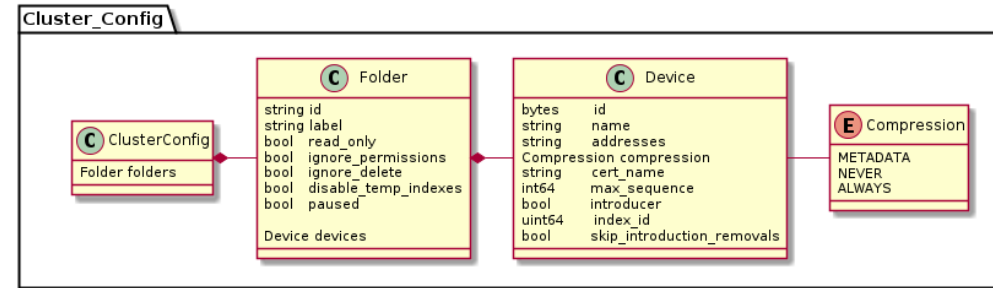 Cluster_Config
C ClusterConfig
Folder folders
C Folder
string id
string label
bool read_only
bool ignore_permissions
bool ignore_delete
bool disable_temp_indexes
bool paused
Device devices
C Device
bytes id
string name
string addresses
Compression compression
string cert_name
int64 max_sequence
bool introducer
uint64 index_id
bool skip_introduction_removals
E Compression
METADATA
NEVER
ALWAYS